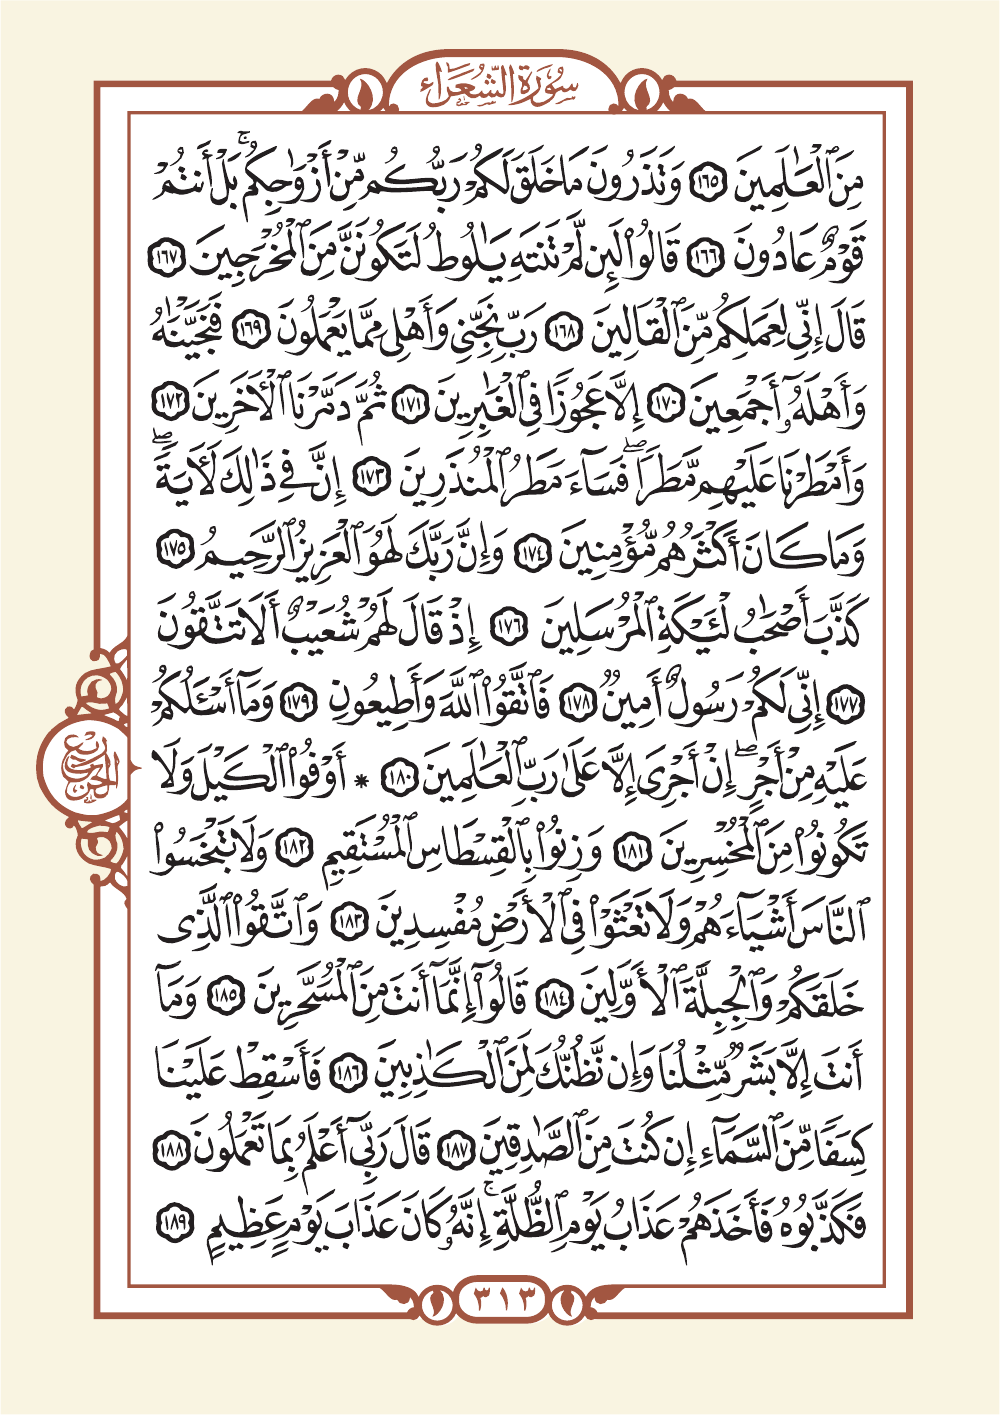 سُورَةُ الشُّعَرَاء
مِنَ ٱلْعَـٰلَمِينَ ١٦٥ وَتَذَرُونَ مَا خَلَقَ لَكُمْ رَبُّكُم مِّنْ أَزْوَٰجِكُمۚ بَلْ أَنتُمْ
قَوْمٌ عَادُونَ ١٦٦ قَالُوا۟ لَئِن لَّمْ تَنتَهِ يَـٰلُوطُ لَتَكُونَنَّ مِنَ ٱلْمُخْرَجِينَ ١٦٧
قَالَ إِنِّى لِعَمَلِكُم مِّنَ ٱلْقَالِينَ ١٦٨ رَبِّ نَجِّنِى وَأَهْلِى مِمَّا يَعْمَلُونَ ١٦٩ فَنَجَّيْنَـٰهُ
وَأَهْلَهُۥٓ أَجْمَعِينَ ١٧٠ إِلَّا عَجُوزًا فِى ٱلْغَـٰبِرِينَ ١٧١ ثُمَّ دَمَّرْنَا ٱلْأَخَرِينَ ١٧٢
وَأَمْطَرْنَا عَلَيْهِم مَّطَرًاۖ فَسَآءَ مَطَرُ ٱلْمُنذَرِينَ ١٧٣ إِنَّ فِى ذَٰلِكَ لَأَيَةًۖ
وَمَا كَانَ أَكْثَرُهُم مُّؤْمِنِينَ ١٧٤ وَإِنَّ رَبَّكَ لَهُوَ ٱلْعَزِيزُ ٱلرَّحِيمُ ١٧٥
كَذَّبَ أَصْحَـٰبُ لْـَٔيْكَةِ ٱلْمُرْسَلِينَ ١٧٦ إِذْ قَالَ لَهُمْ شُعَيْبٌ أَلَا تَتَّقُونَ
١٧٧ إِنِّى لَكُمْ رَسُولٌ أَمِينٌ ١٧٨ فَٱتَّقُوا۟ ٱللَّهَ وَأَطِيعُونِ ١٧٩ وَمَآ أَسْـَٔلُكُمْ
عَلَيْهِ مِنْ أَجْرٍۖ إِنْ أَجْرِىَ إِلَّا عَلَىٰ رَبِّ ٱلْعَـٰلَمِينَ ١٨٠ * أَوْفُوا۟ ٱلْكَيْلَ وَلَا
رُبْع الْحِزْب
تَكُونُوا۟ مِنَ ٱلْمُخْسِرِينَ ١٨١ وَزِنُوا۟ بِٱلْقِسْطَاسِ ٱلْمُسْتَقِيمِ ١٨٢ وَلَا تَبْخَسُوا۟
ٱلنَّاسَ أَشْيَآءَهُمْ وَلَا تَعْثَوْا۟ فِى ٱلْأَرْضِ مُفْسِدِينَ ١٨٣ وَٱتَّقُوا۟ ٱلَّذِى
خَلَقَكُمْ وَٱلْجِبِلَّةَ ٱلْأَوَّلِينَ ١٨٤ قَالُوٓا۟ إِنَّمَآ أَنتَ مِنَ ٱلْمُسَحَّرِينَ ١٨٥ وَمَآ
أَنتَ إِلَّا بَشَرٌ مِّثْلُنَا وَإِن نَّظُنُّكَ لَمِنَ ٱلْكَـٰذِبِينَ ١٨٦ فَأَسْقِطْ عَلَيْنَا
كِسَفًا مِّنَ ٱلسَّمَآءِ إِن كُنتَ مِنَ ٱلصَّـٰدِقِينَ ١٨٧ قَالَ رَبِّىٓ أَعْلَمُ بِمَا تَعْمَلُونَ ١٨٨
فَكَذَّبُوهُ فَأَخَذَهُمْ عَذَابُ يَوْمِ ٱلظُّلَّةِۚ إِنَّهُۥ كَانَ عَذَابَ يَوْمٍ عَظِيمٍ ١٨٩
٣١٣